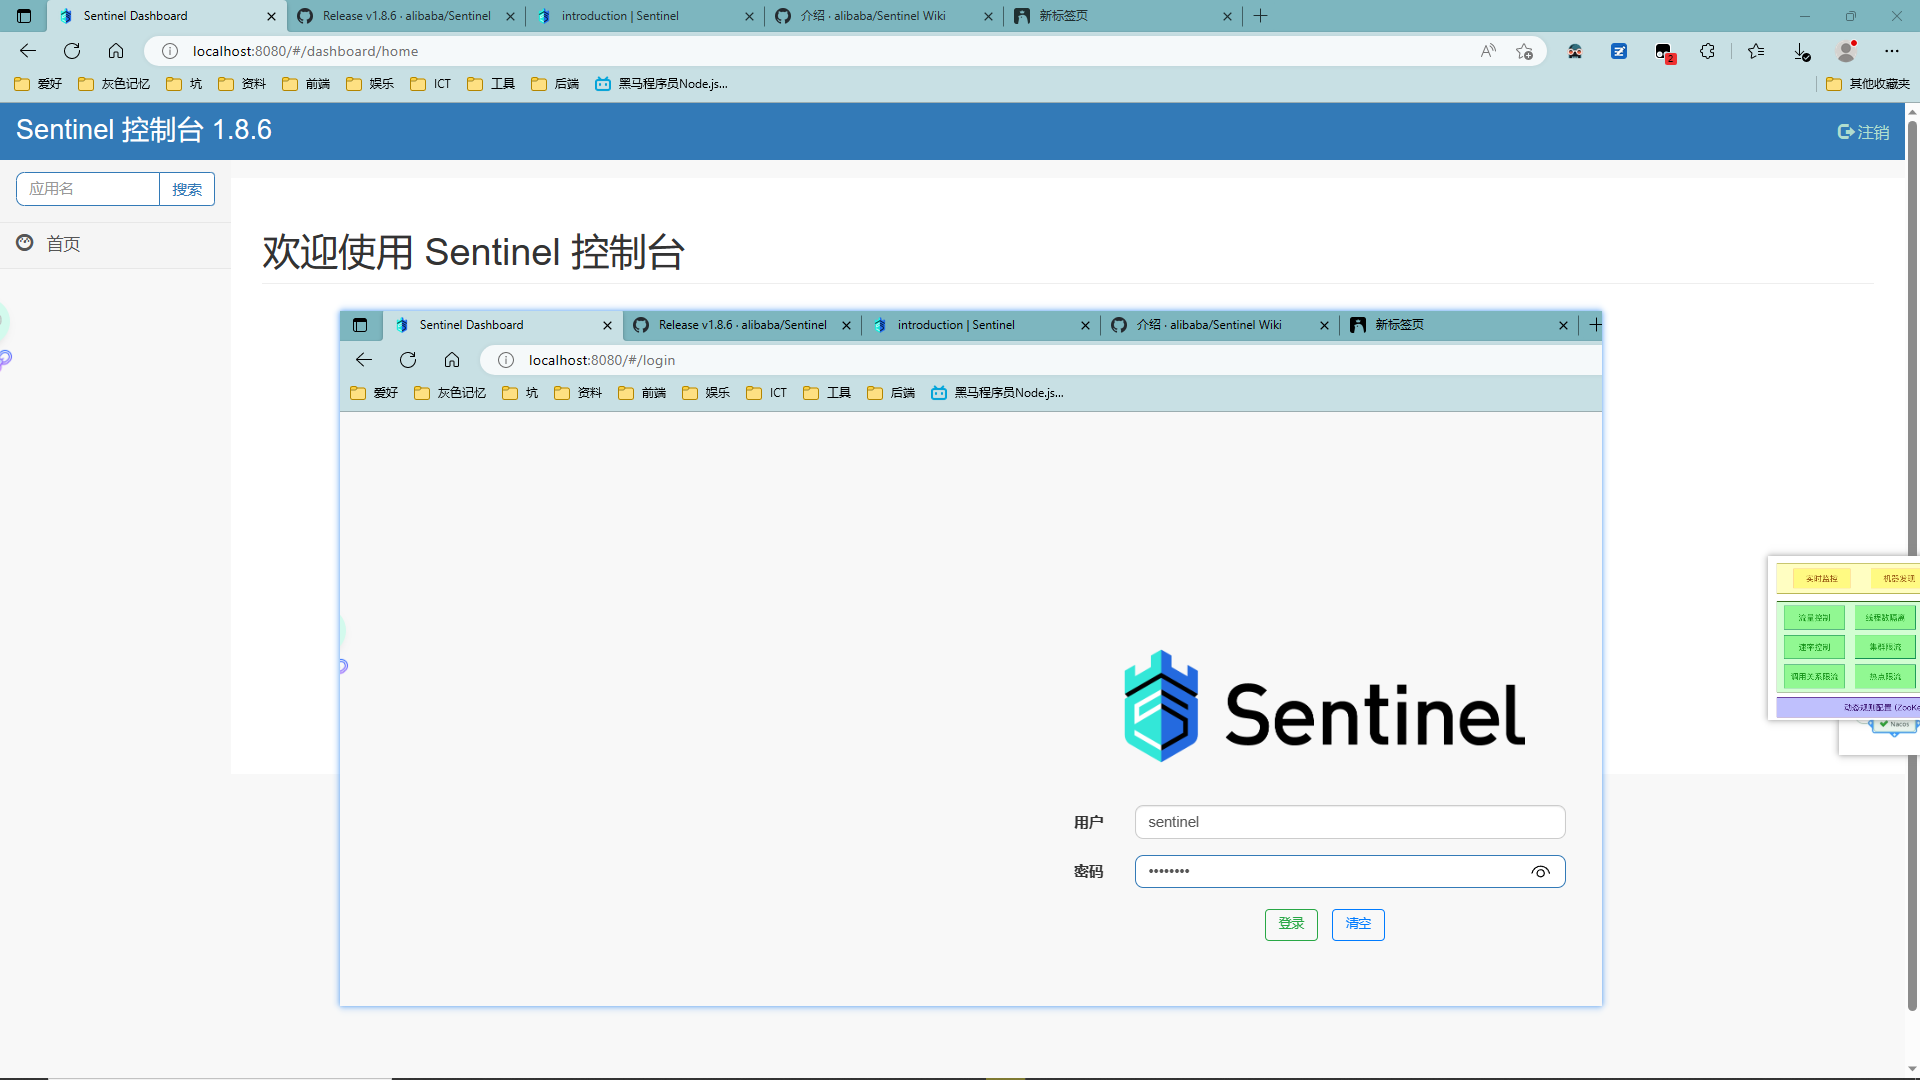 Sentinel Dashboard
Release v1.8.6 · alibaba/Sentinel
introduction | Sentinel
介绍 · alibaba/Sentinel Wiki
新标签页
localhost:8080/#/dashboard/home
2
爱好
灰色记忆
坑
资料
前端
娱乐
ICT
工具
后端
黑马程序员Node.js...
其他收藏夹
Sentinel 控制台 1.8.6
注销
应用名
搜索
首页
欢迎使用 Sentinel 控制台
Sentinel Dashboard
Release v1.8.6 · alibaba/Sentinel
introduction | Sentinel
介绍 · alibaba/Sentinel Wiki
新标签页
localhost:8080/#/login
爱好
灰色记忆
坑
资料
前端
娱乐
ICT
工具
后端
黑马程序员Node.js...
Sentinel
用户
sentinel
密码
••••••••
登录
清空
实时监控
机器发现
流量控制
线程数隔离
速率控制
集群限流
调用关系限流
热点限流
动态规则配置 (ZooKe
Nacos